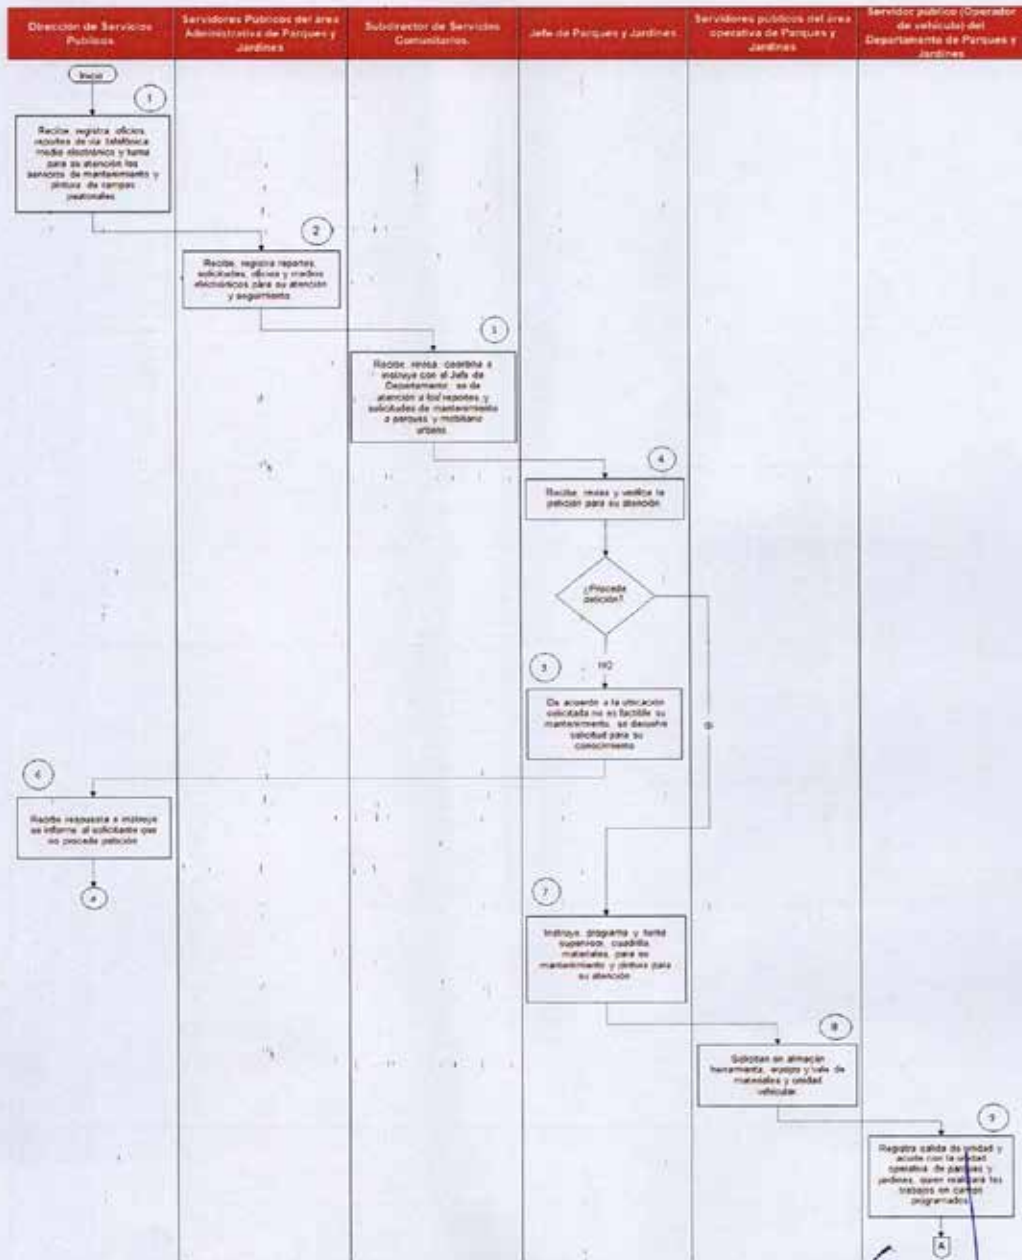 Dirección de Servicios
Públicos
Servidores Públicos del área
Administrativa de Parques y
Jardines
Subdirector de Servicios
Comunitarios.
Jefe de Parques y Jardines
Servidores públicos del área
operativa de Parques y
Jardines
Servidor público (Operador
de vehículo) del
Departamento de Parques y
Jardines
Inicio
1
Recibe, registra oficios,
reportes de vía telefónica
medio electrónico y turna
para su atención los
servicios de mantenimiento y
pintura de rampas
peatonales
2
Recibe, registra reportes,
solicitudes, oficios y medios
electrónicos para su atención
y seguimiento
3
Recibe, revisa, coordina e
instruye con el Jefe de
Departamento, se de
atención a los reportes y
solicitudes de mantenimiento
a parques y mobiliario
urbano
4
Recibe, revisa y verifica la
petición para su atención
¿Procede
petición?
NO
SI
5
De acuerdo a la ubicación
solicitada no es factible su
mantenimiento, se devuelve
solicitud para su
conocimiento
6
Recibe respuesta e instruye
se informe al solicitante que
no procede petición
7
Instruye, programa y turna
supervisor, cuadrilla,
materiales, para su
mantenimiento y pintura para
su atención
8
Solicitan en almacén
herramienta, equipo y vale de
materiales y unidad
vehicular
9
Registra salida de unidad y
acude con la unidad
operativa de parques y
jardines, quien realizará los
trabajos en campo
programados
A